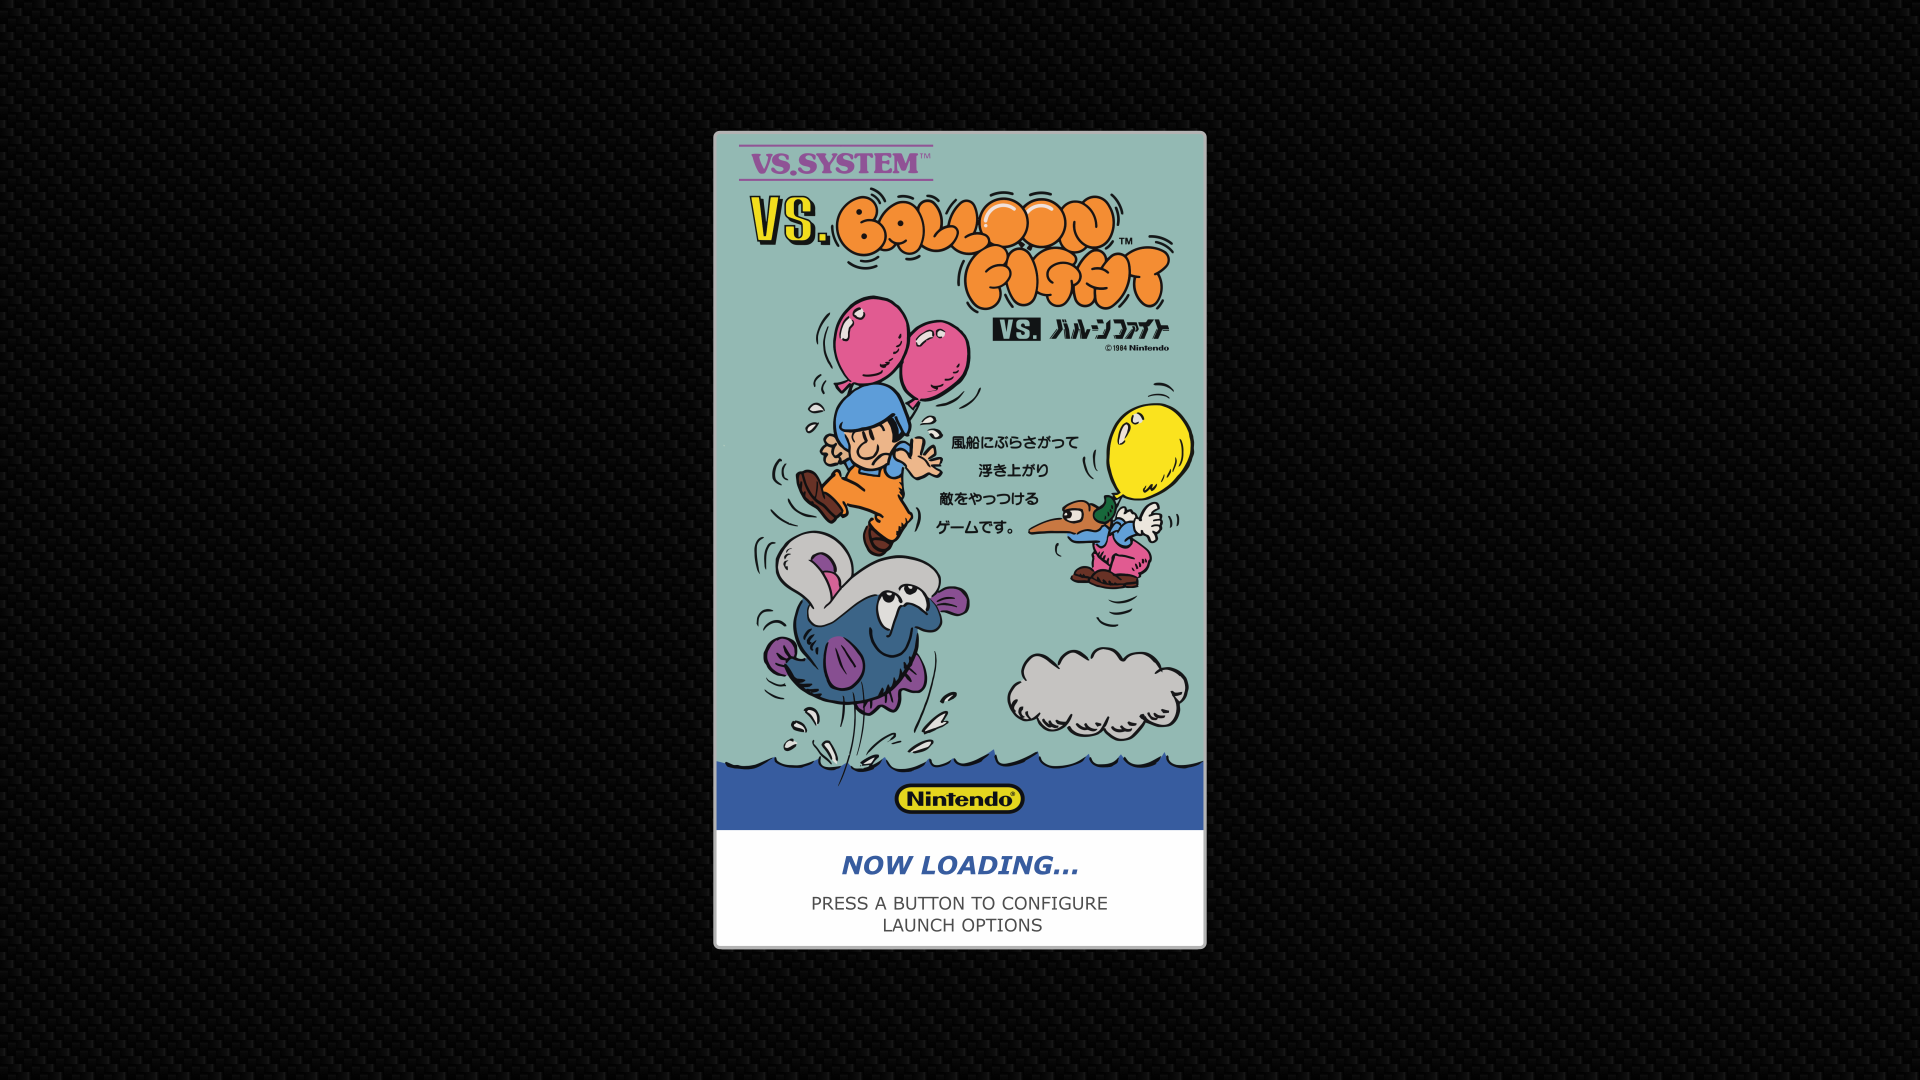 VS.SYSTEM™
VS. BALLOON FIGHT™
VS. バルーンファイト
©1984 Nintendo
風船にぶらさがって
浮き上がり
敵をやっつける
ゲームです。
Nintendo®
NOW LOADING...
PRESS A BUTTON TO CONFIGURE
LAUNCH OPTIONS